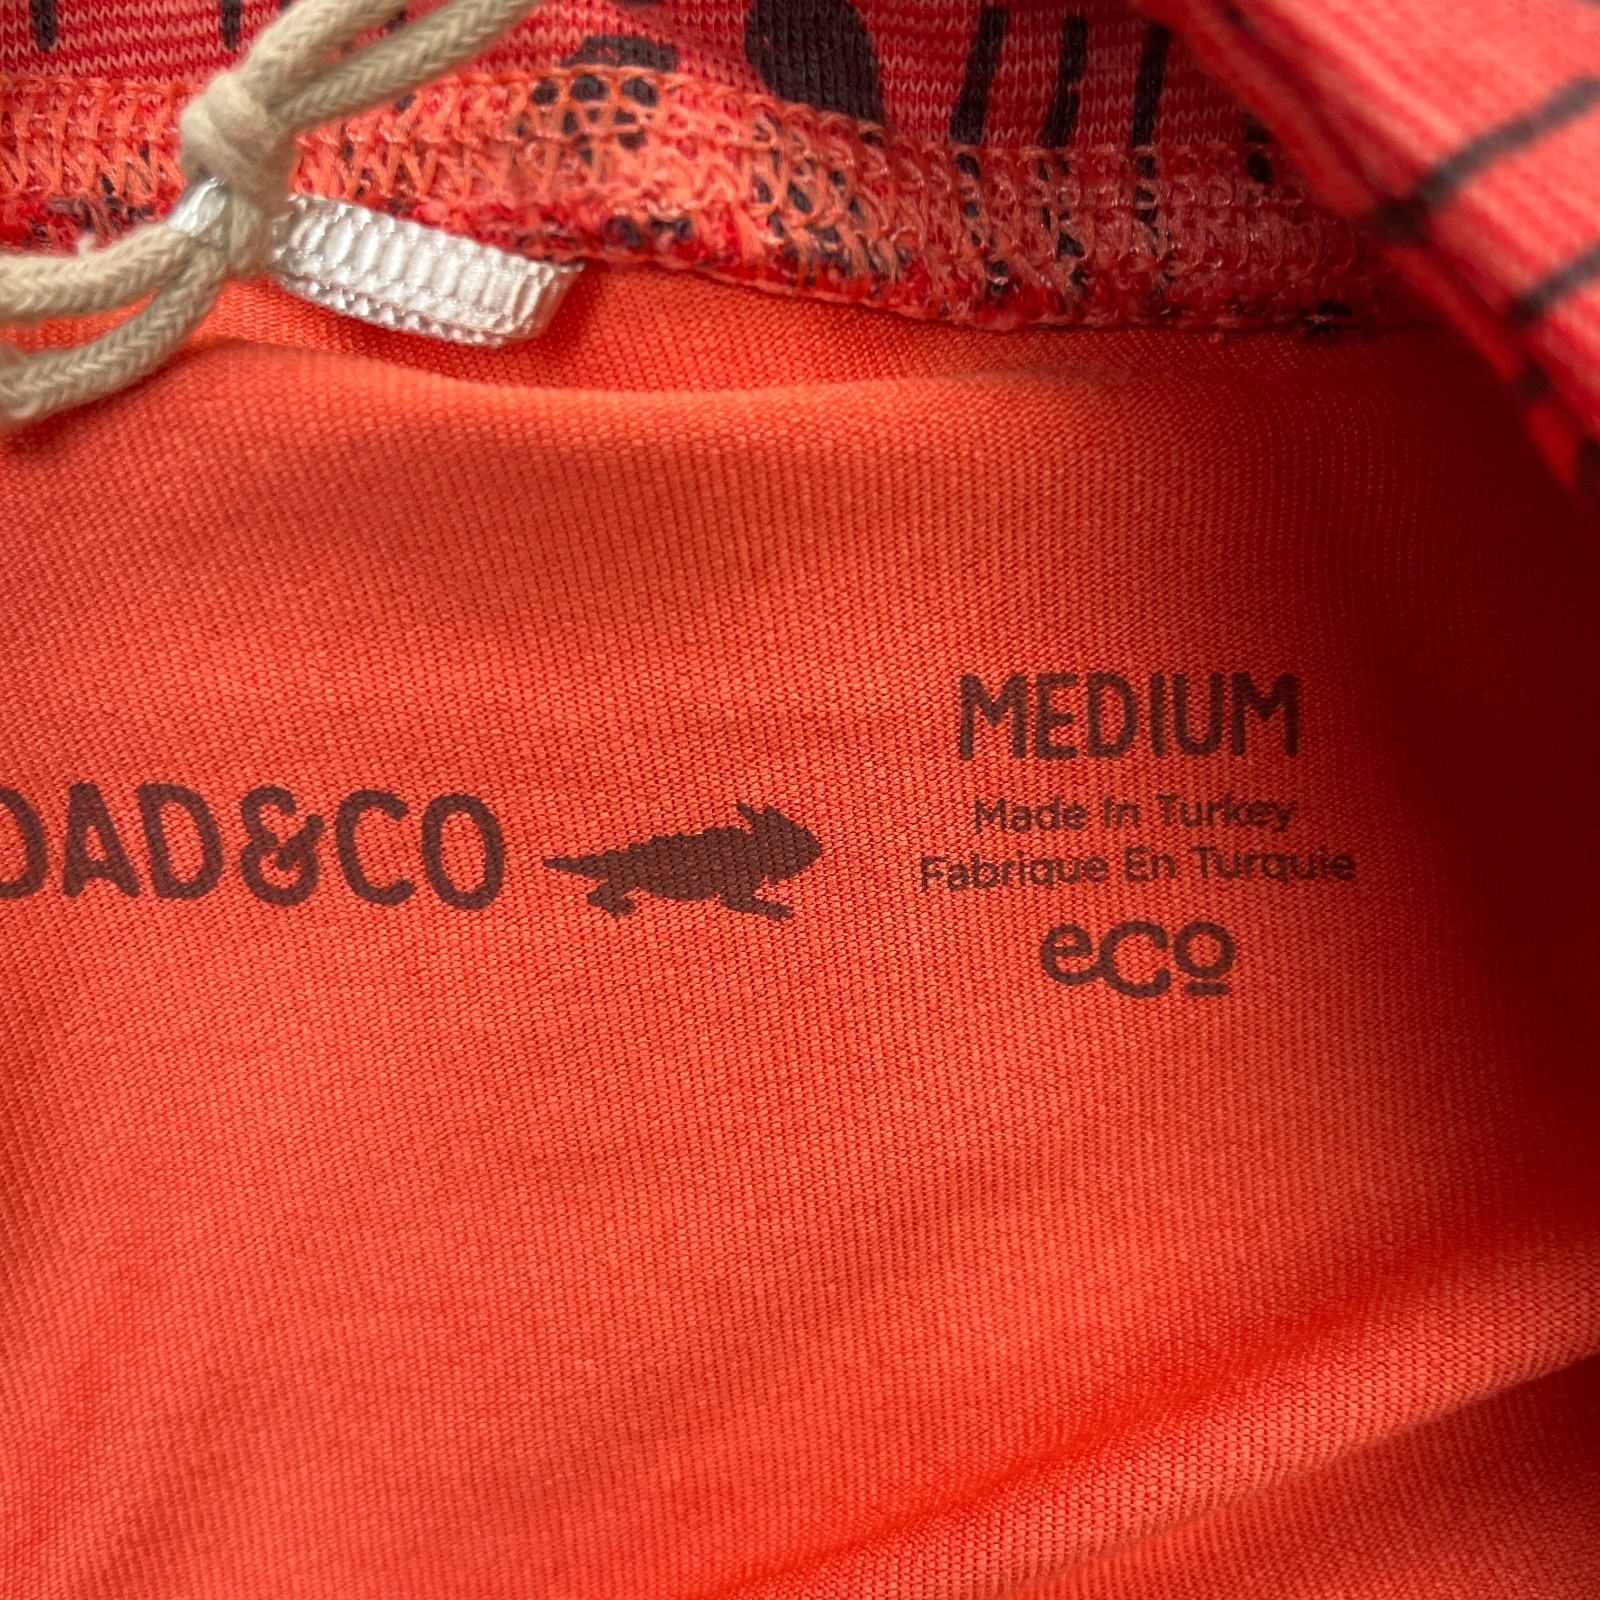 OAD&CO
MEDIUM
Made In Turkey
Fabrique En Turquie
eco